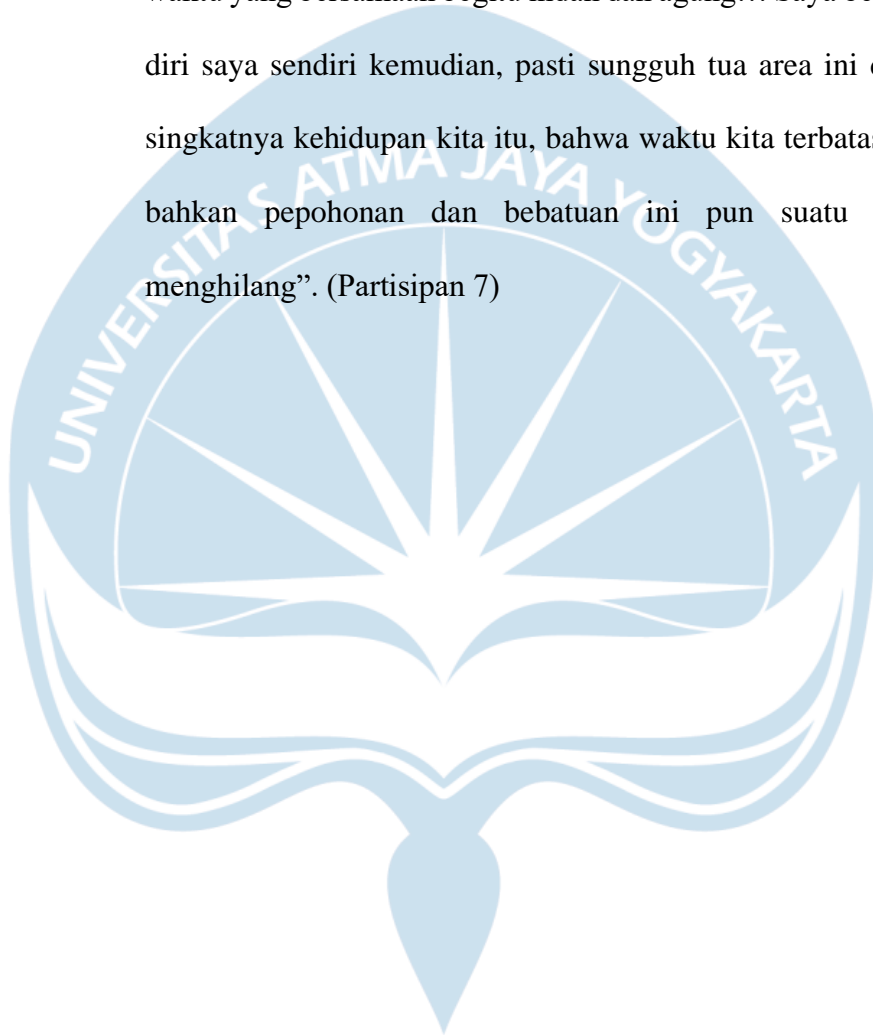 diri saya sendiri kemudian, pasti sungguh tua area ini
singkatnya kehidupan kita itu, bahwa waktu kita terbatas
bahkan pepohonan dan bebatuan ini pun suatu
menghilang”. (Partisipan 7)
UNIVERSITAS ATMA JAYA YOGYAKARTA